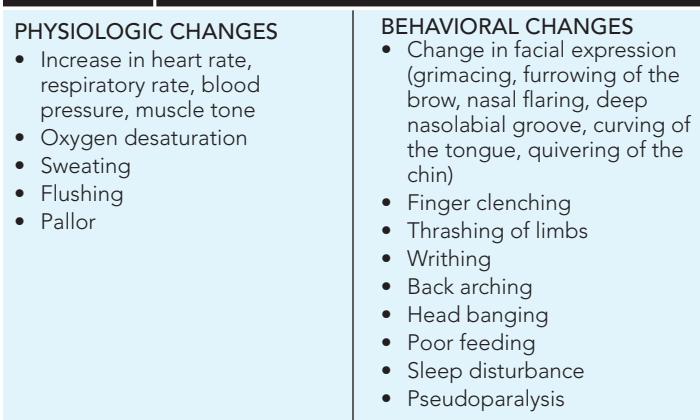 PHYSIOLOGIC CHANGES
• Increase in heart rate,
respiratory rate, blood
pressure, muscle tone
• Oxygen desaturation
• Sweating
• Flushing
• Pallor
BEHAVIORAL CHANGES
• Change in facial expression
(grimacing, furrowing of the
brow, nasal flaring, deep
nasolabial groove, curving of
the tongue, quivering of the
chin)
• Finger clenching
• Thrashing of limbs
• Writhing
• Back arching
• Head banging
• Poor feeding
• Sleep disturbance
• Pseudoparalysis